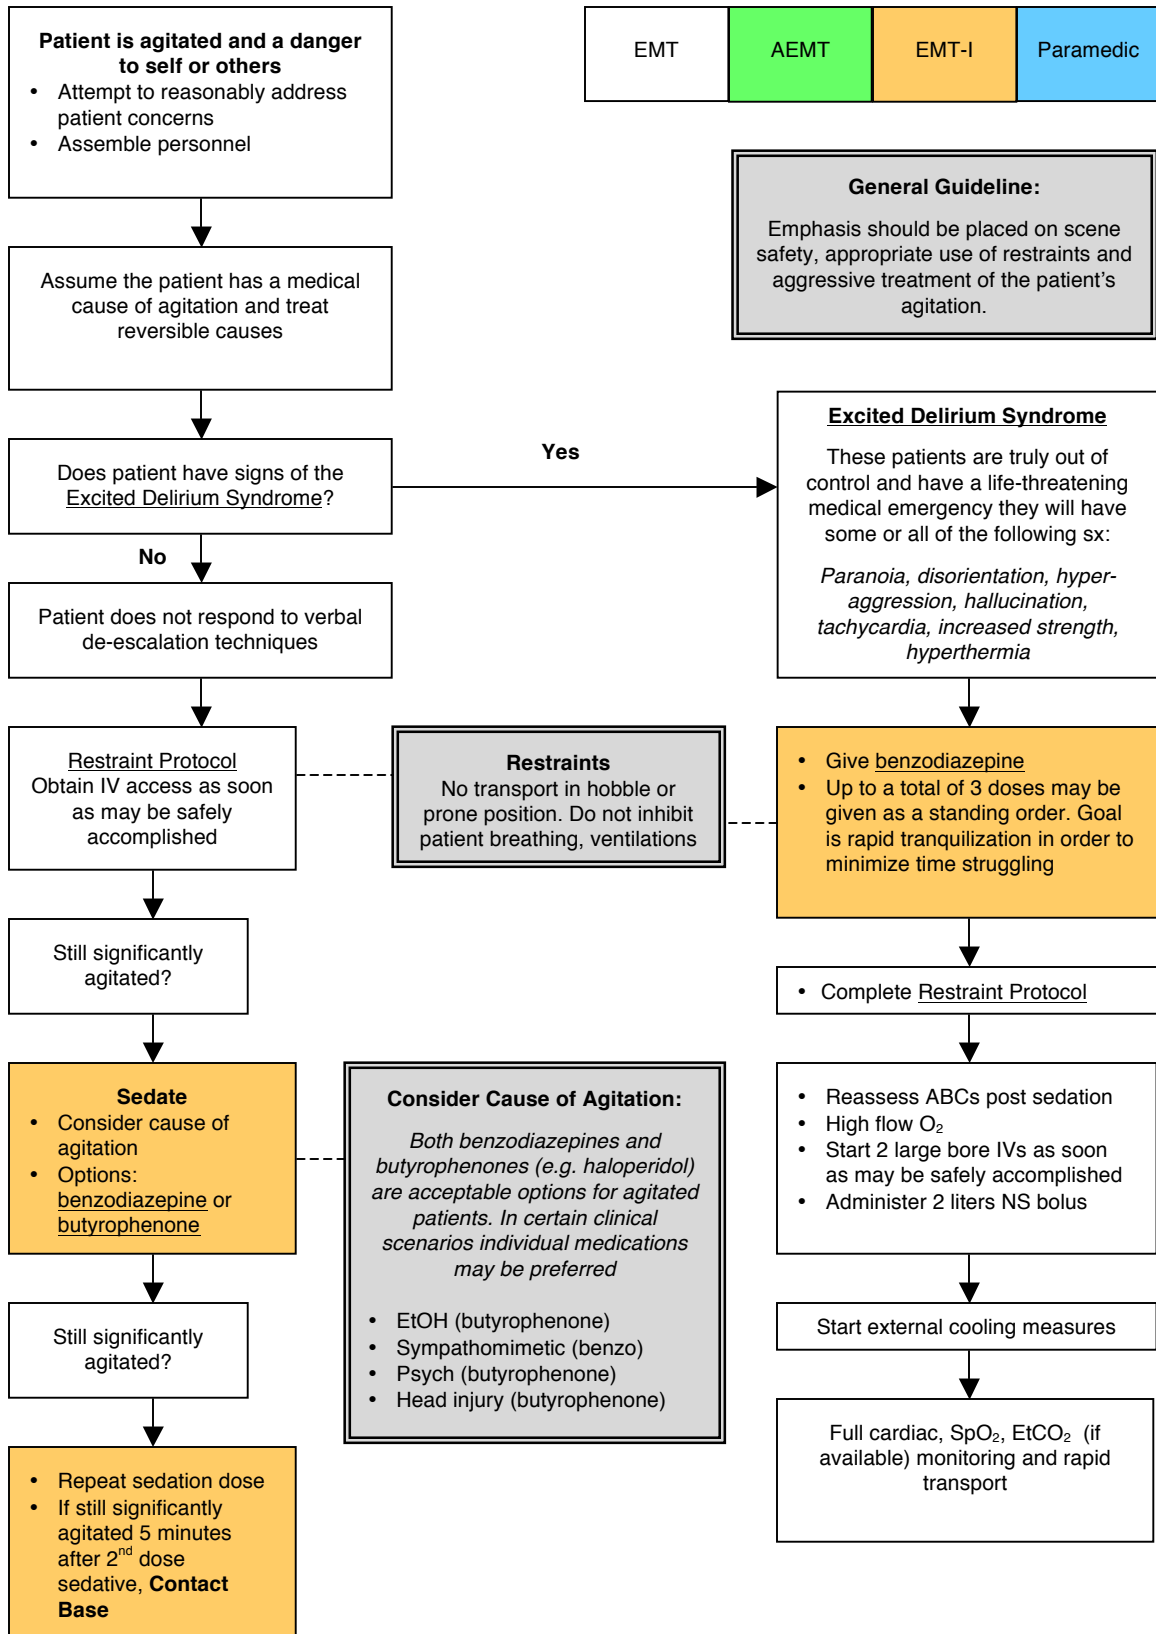 Patient is agitated and a danger
to self or others
• Attempt to reasonably address
patient concerns
• Assemble personnel
EMT
AEMT
EMT-I
Paramedic
General Guideline:
Emphasis should be placed on scene
safety, appropriate use of restraints and
aggressive treatment of the patient's
agitation.
Assume the patient has a medical
cause of agitation and treat
reversible causes
Does patient have signs of the
Excited Delirium Syndrome?
Yes
No
Excited Delirium Syndrome
These patients are truly out of
control and have a life-threatening
medical emergency they will have
some or all of the following sx:
Paranoia, disorientation, hyper-
aggression, hallucination,
tachycardia, increased strength,
hyperthermia
Patient does not respond to verbal
de-escalation techniques
Restraint Protocol
Obtain IV access as soon
as may be safely
accomplished
Restraints
No transport in hobble or
prone position. Do not inhibit
patient breathing, ventilations
• Give benzodiazepine
• Up to a total of 3 doses may be
given as a standing order. Goal
is rapid tranquilization in order to
minimize time struggling
Still significantly
agitated?
• Complete Restraint Protocol
Sedate
• Consider cause of
agitation
• Options:
benzodiazepine or
butyrophenone
Consider Cause of Agitation:
Both benzodiazepines and
butyrophenones (e.g. haloperidol)
are acceptable options for agitated
patients. In certain clinical
scenarios individual medications
may be preferred
• EtOH (butyrophenone)
• Sympathomimetic (benzo)
• Psych (butyrophenone)
• Head injury (butyrophenone)
• Reassess ABCs post sedation
• High flow O₂
• Start 2 large bore IVs as soon
as may be safely accomplished
• Administer 2 liters NS bolus
Still significantly
agitated?
Start external cooling measures
• Repeat sedation dose
• If still significantly
agitated 5 minutes
after 2nd dose
sedative, Contact
Base
Full cardiac, SpO₂, EtCO₂ (if
available) monitoring and rapid
transport